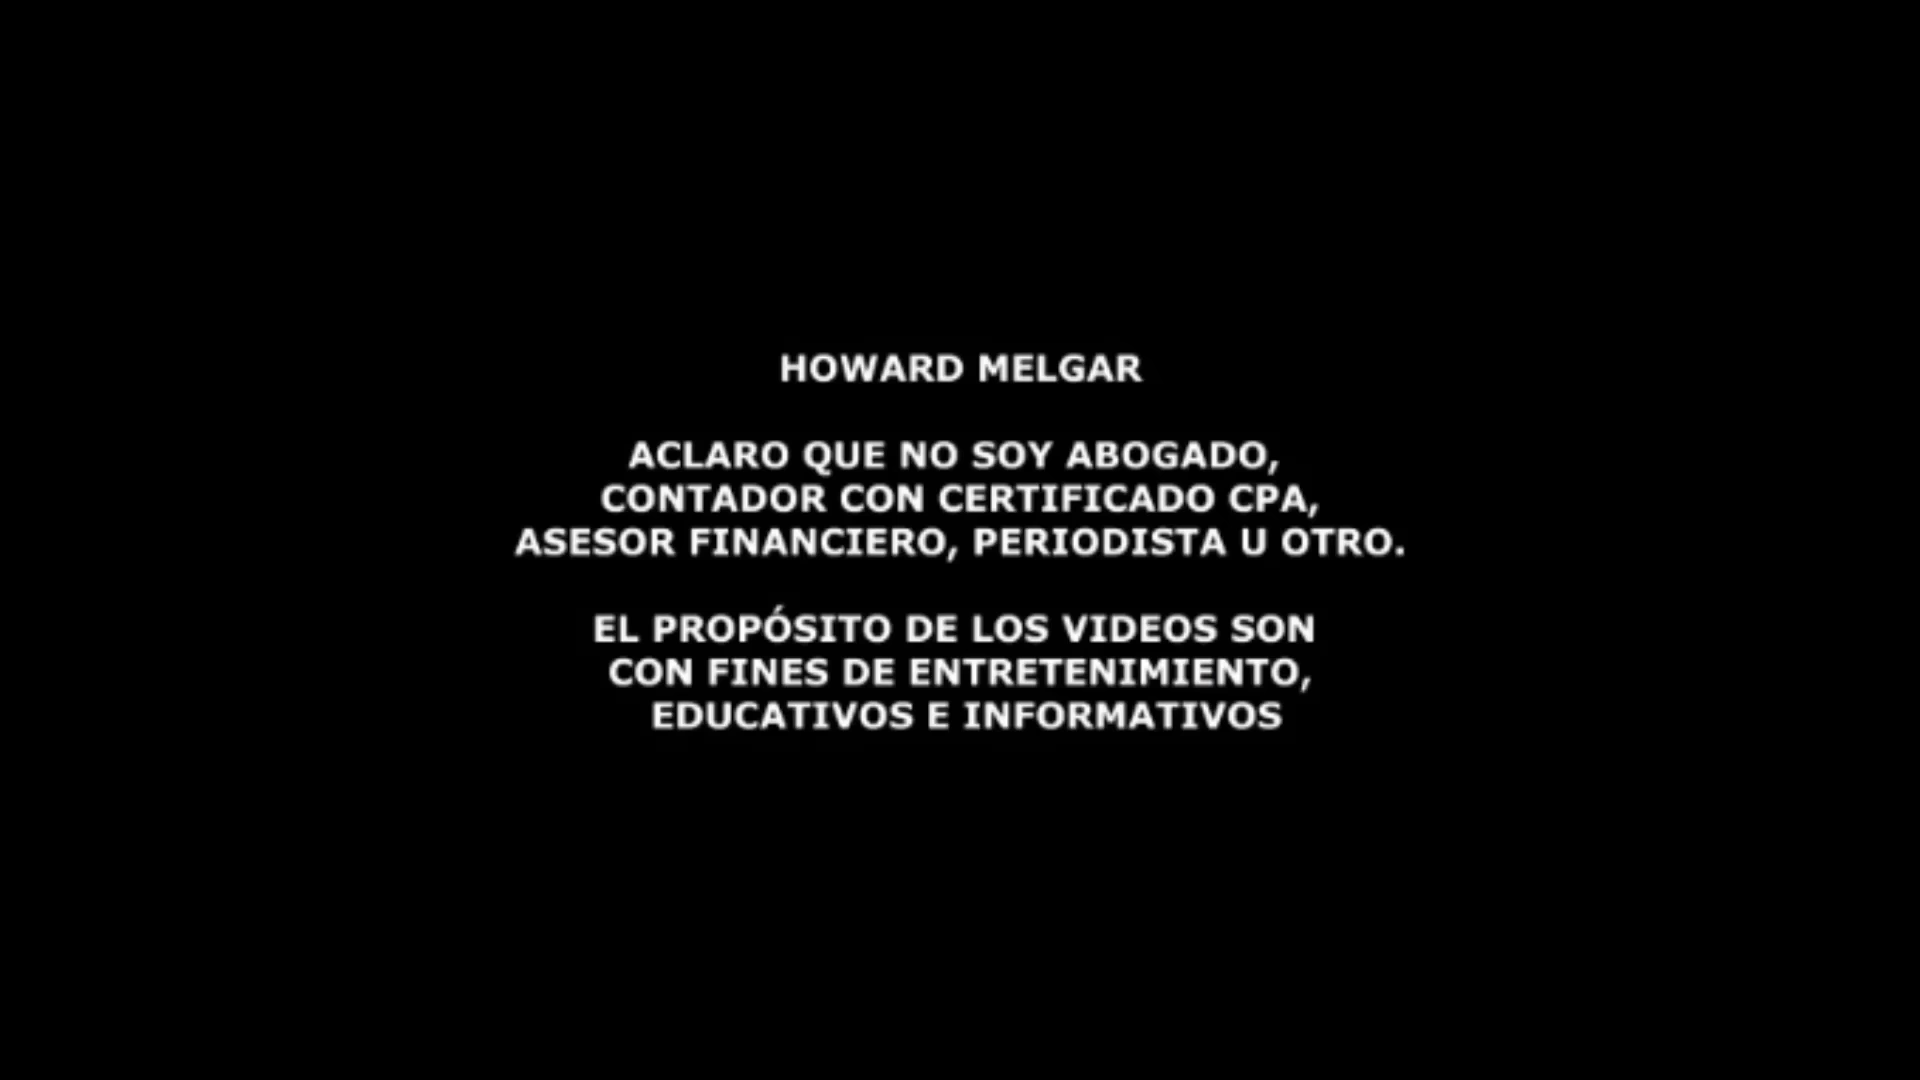 HOWARD MELGAR
ACLARO QUE NO SOY ABOGADO,
CONTADOR CON CERTIFICADO CPA,
ASESOR FINANCIERO, PERIODISTA U OTRO.
EL PROPÓSITO DE LOS VIDEOS SON
CON FINES DE ENTRETENIMIENTO,
EDUCATIVOS E INFORMATIVOS